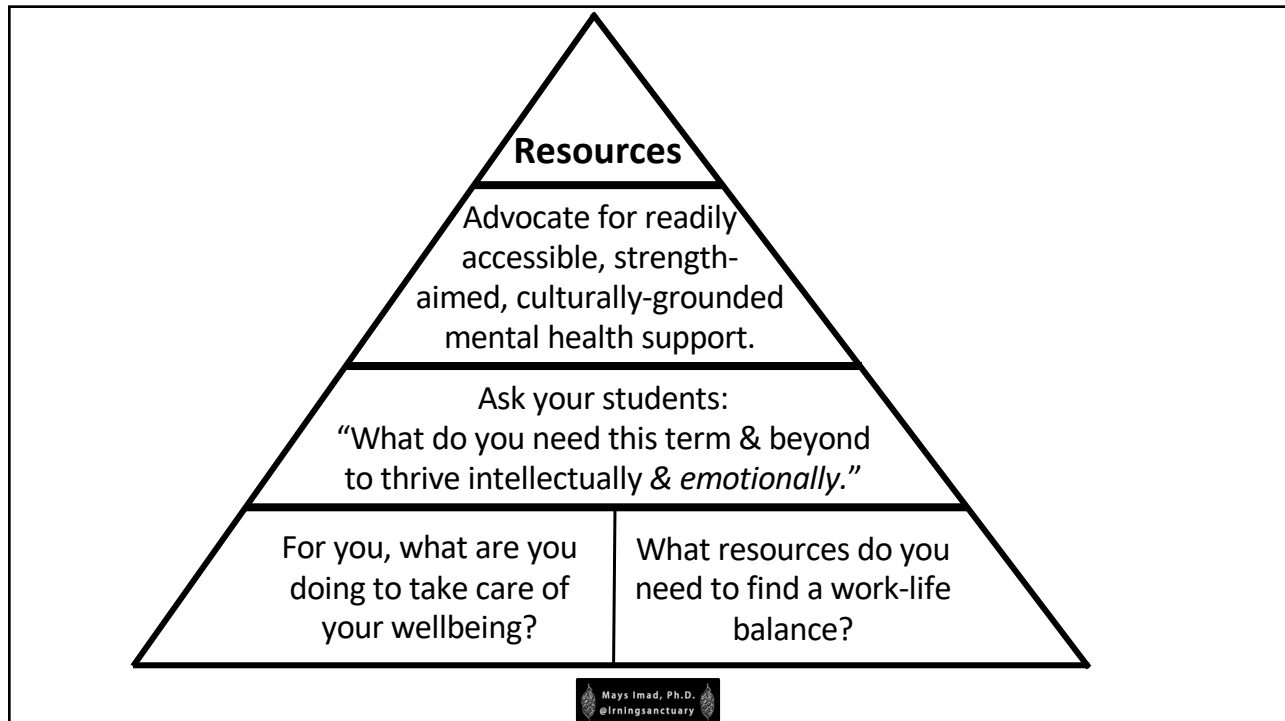 Resources
Advocate for readily
accessible, strength-
aimed, culturally-grounded
mental health support.
Ask your students:
“What do you need this term & beyond
to thrive intellectually & emotionally.”
For you, what are you
doing to take care of
your wellbeing?
What resources do you
need to find a work-life
balance?
Mays Imad, Ph.D.
@lrningsanctuary